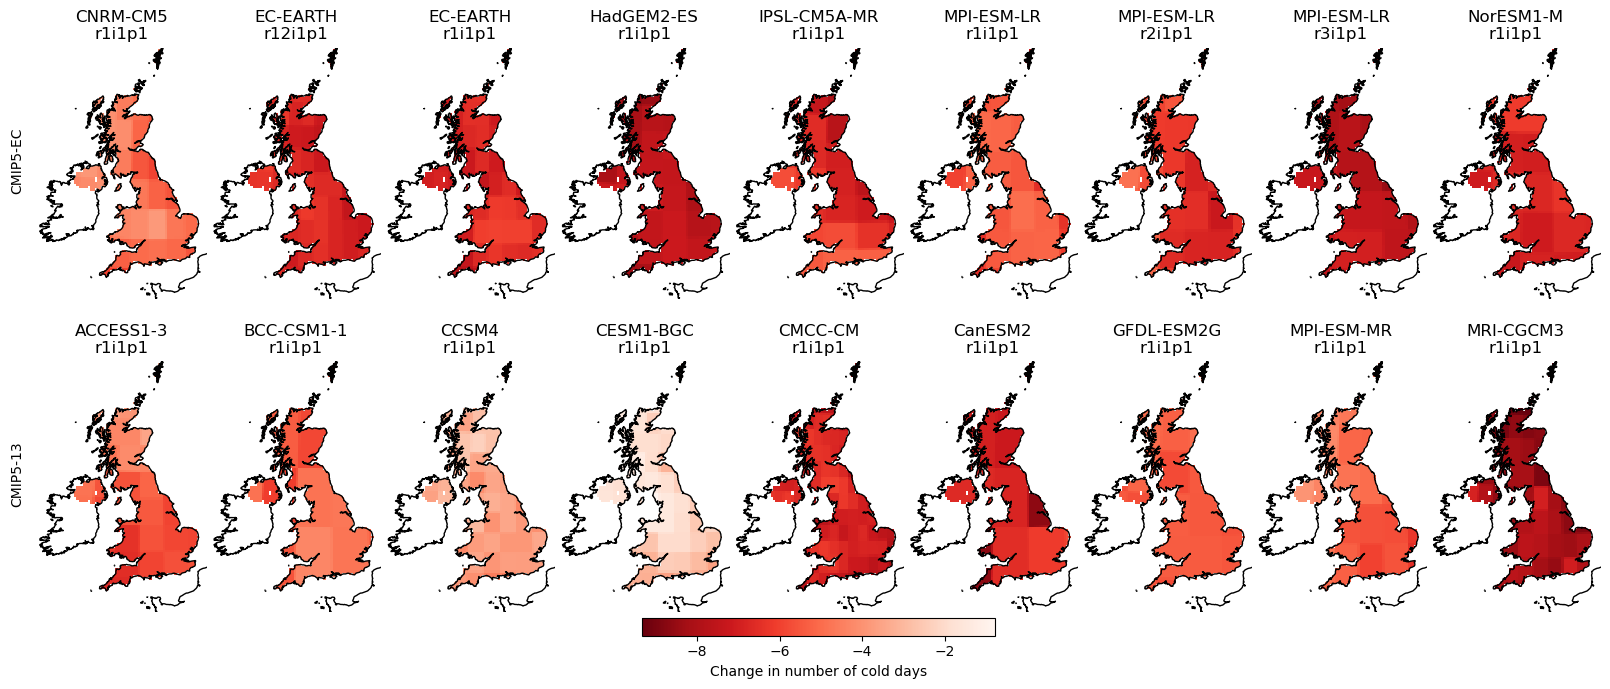 CNRM-CM5 EC-EARTH EC-EARTH HadGEM2-ES IPSL-CM5A-MR MPI-ESM-LR MPI-ESM-LR MPI-ESM-LR NorESM1-M
r1i1p1 r12i1p1 r1i1p1 r1i1p1 r1i1p1 r1i1p1 r2i1p1 r3i1p1 r1i1p1
CMIP5-EC
ACCESS1-3 BCC-CSM1-1 CCSM4 CESM1-BGC CMCC-CM CanESM2 GFDL-ESM2G MPI-ESM-MR MRI-CGCM3
r1i1p1 r1i1p1 r1i1p1 r1i1p1 r1i1p1 r1i1p1 r1i1p1 r1i1p1 r1i1p1
CMIP5-13
−8 −6 −4 −2
Change in number of cold days